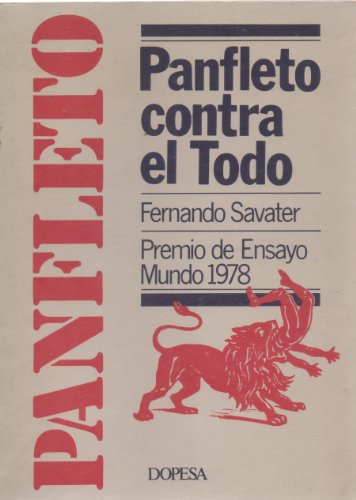 PANFLETO
Panfleto
contra
el Todo
Fernando Savater
Premio de Ensayo
Mundo 1978
DOPESA